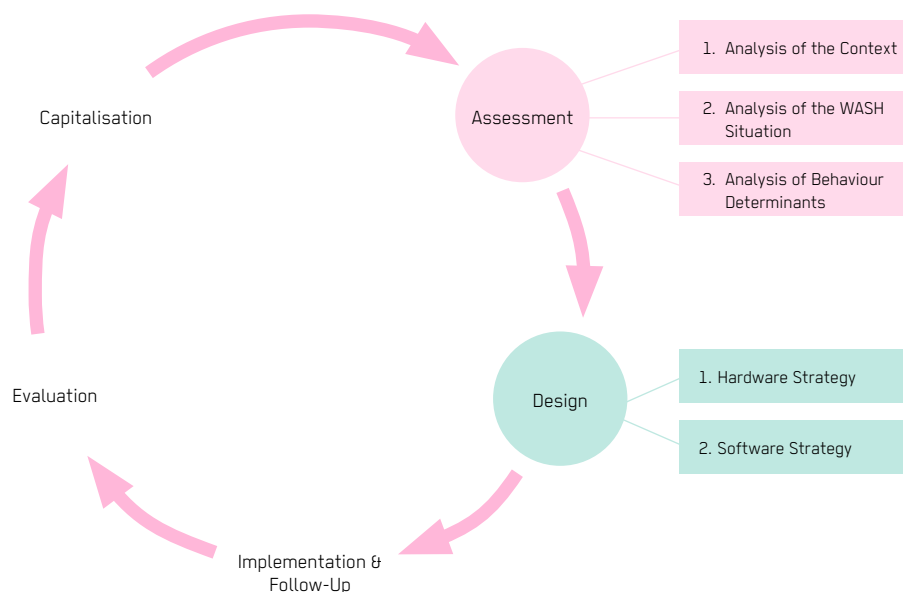 Capitalisation
Assessment
1. Analysis of the Context
2. Analysis of the WASH
Situation
3. Analysis of Behaviour
Determinants
Design
1. Hardware Strategy
2. Software Strategy
Implementation &
Follow-Up
Evaluation